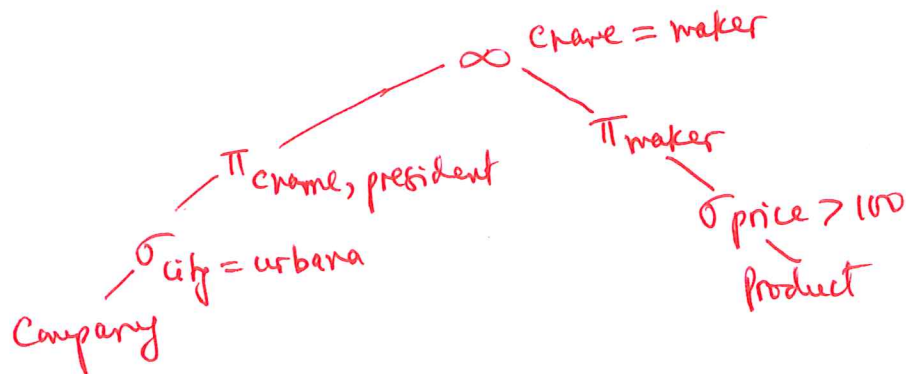 ∞ cname = maker
π cname, president
π maker
σ city = urbana
σ price > 100
Company
Product